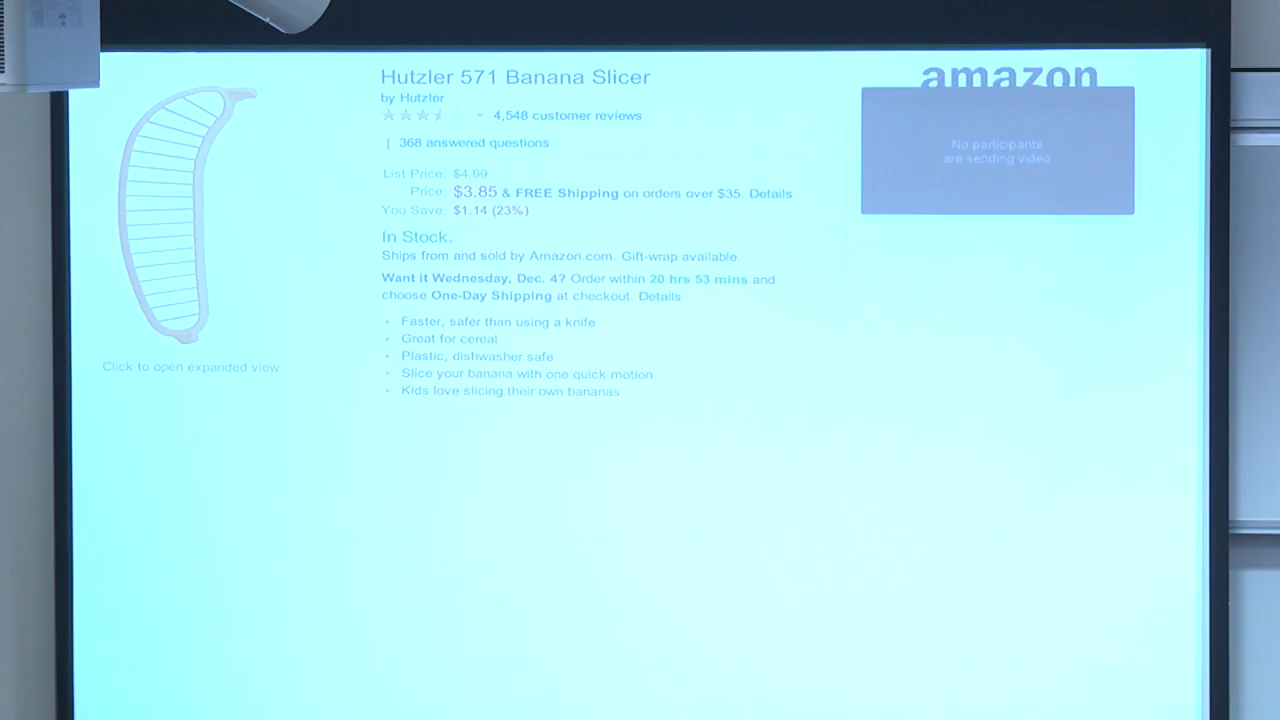 Hutzler 571 Banana Slicer
by Hutzler
4,548 customer reviews
| 368 answered questions
List Price: $4.99
Price: $3.85 & FREE Shipping on orders over $35. Details
You Save: $1.14 (23%)
In Stock.
Ships from and sold by Amazon.com. Gift-wrap available.
Want It Wednesday, Dec. 47 Order within 20 hrs 53 mins and
choose One-Day Shipping at checkout. Details
• Faster, safer than using a knife
• Great for cereal
• Plastic, dishwasher safe
• Slice your banana with one quick motion
• Kids love slicing their own bananas
Click to open expanded view
amazon
No participants
are sending video